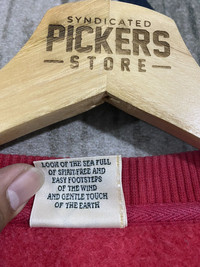 SYNDICATED
PICKERS
STORE
LOOK OF THE SEA FULL
OF SPIRIT-FREE AND
EASY FOOTSTEPS
OF THE WIND
AND GENTLE TOUCH
OF THE EARTH